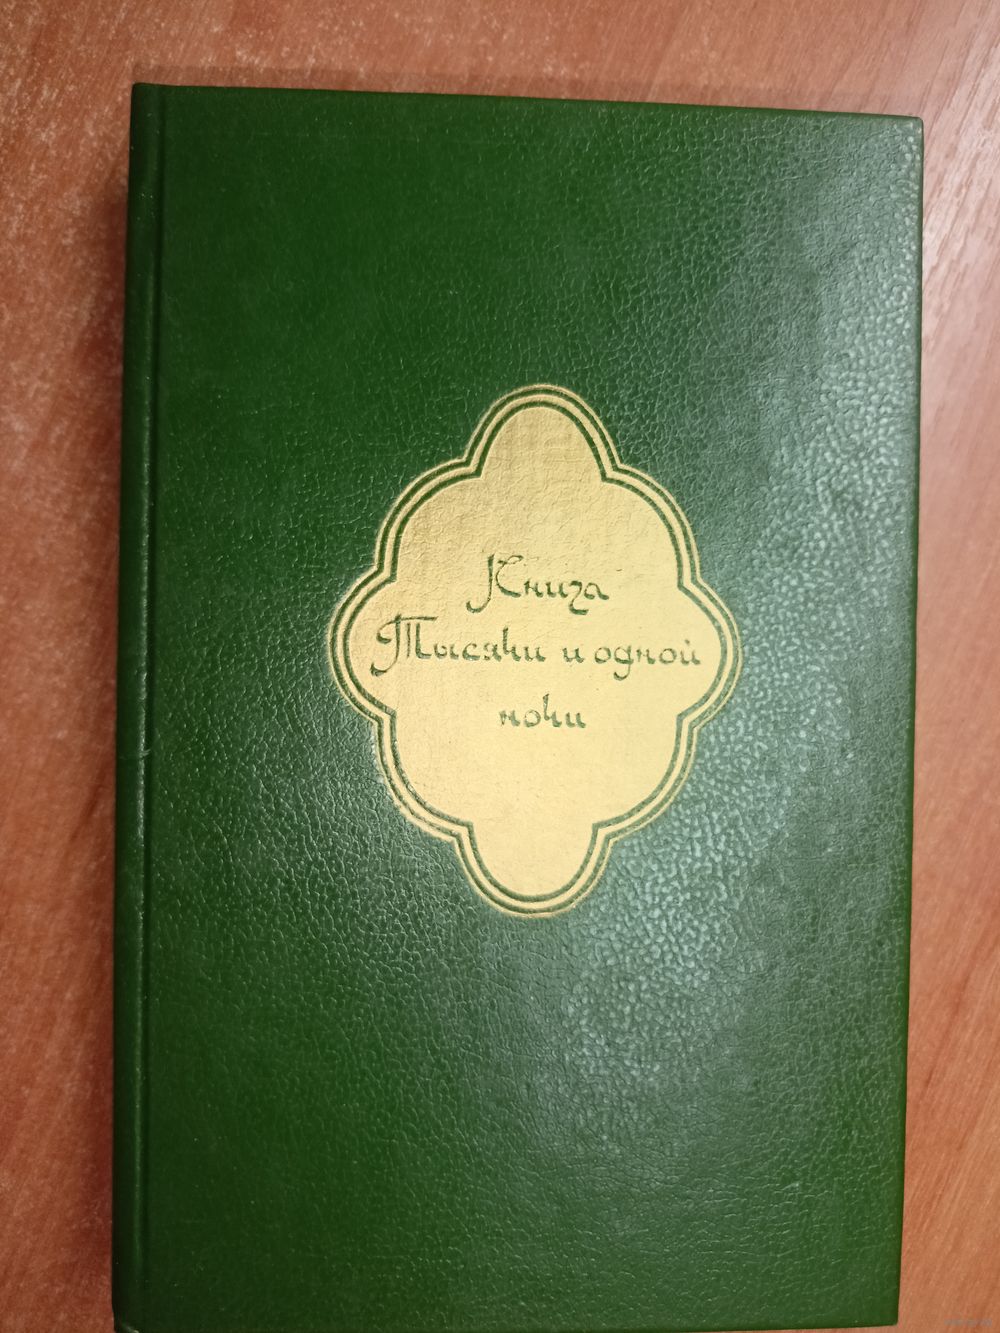 Книга
Тысячи и одной
ночи